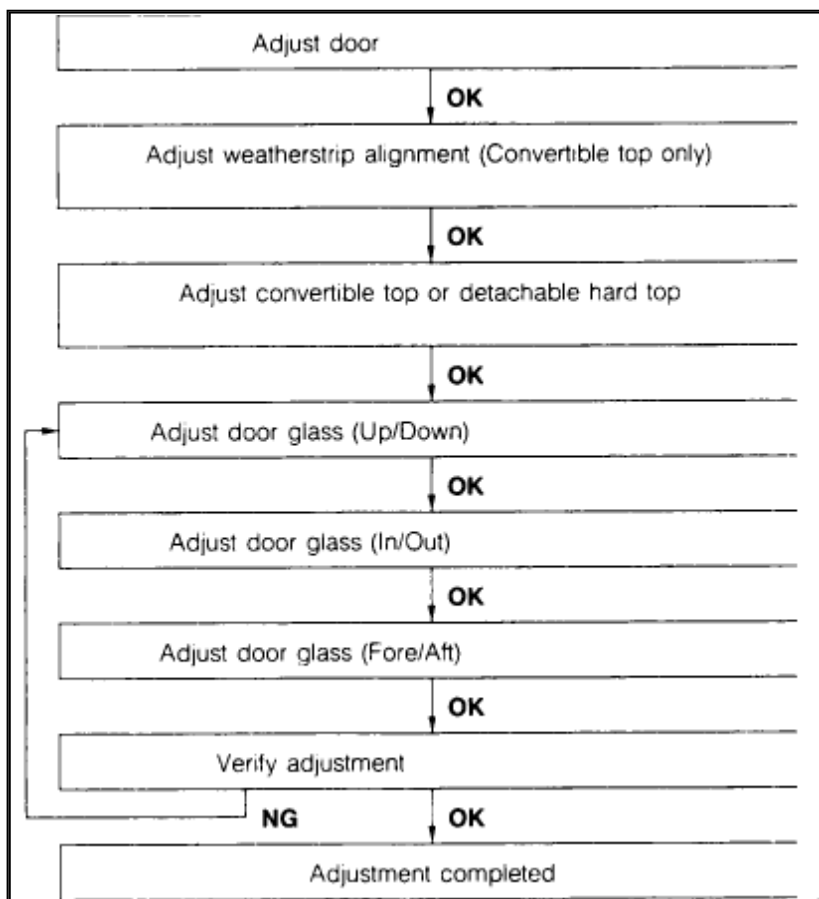 Adjust door
OK
Adjust weatherstrip alignment (Convertible top only)
OK
Adjust convertible top or detachable hard top
OK
Adjust door glass (Up/Down)
OK
Adjust door glass (In/Out)
OK
Adjust door glass (Fore/Aft)
OK
Verify adjustment
NG OK
Adjustment completed